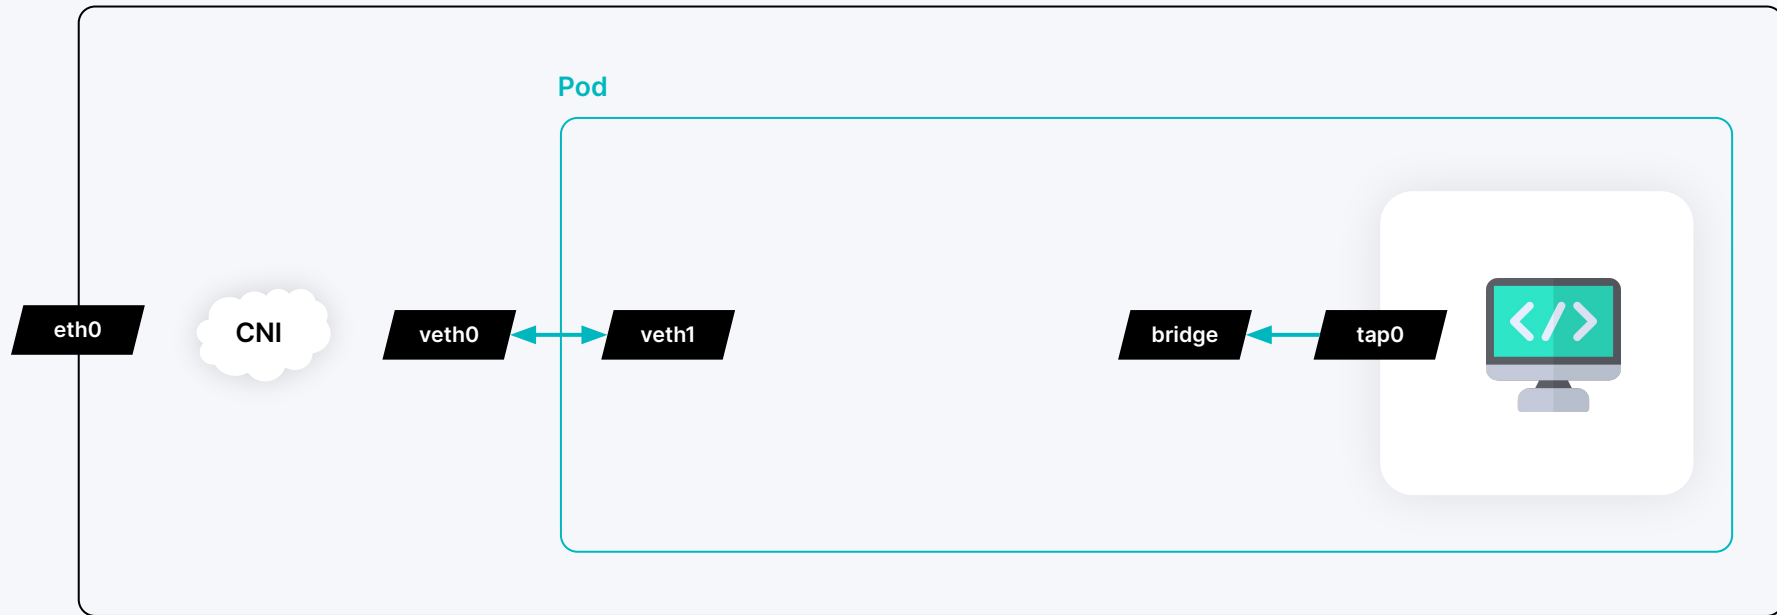 Pod
eth0
CNI
veth0
veth1
bridge
tap0
</>